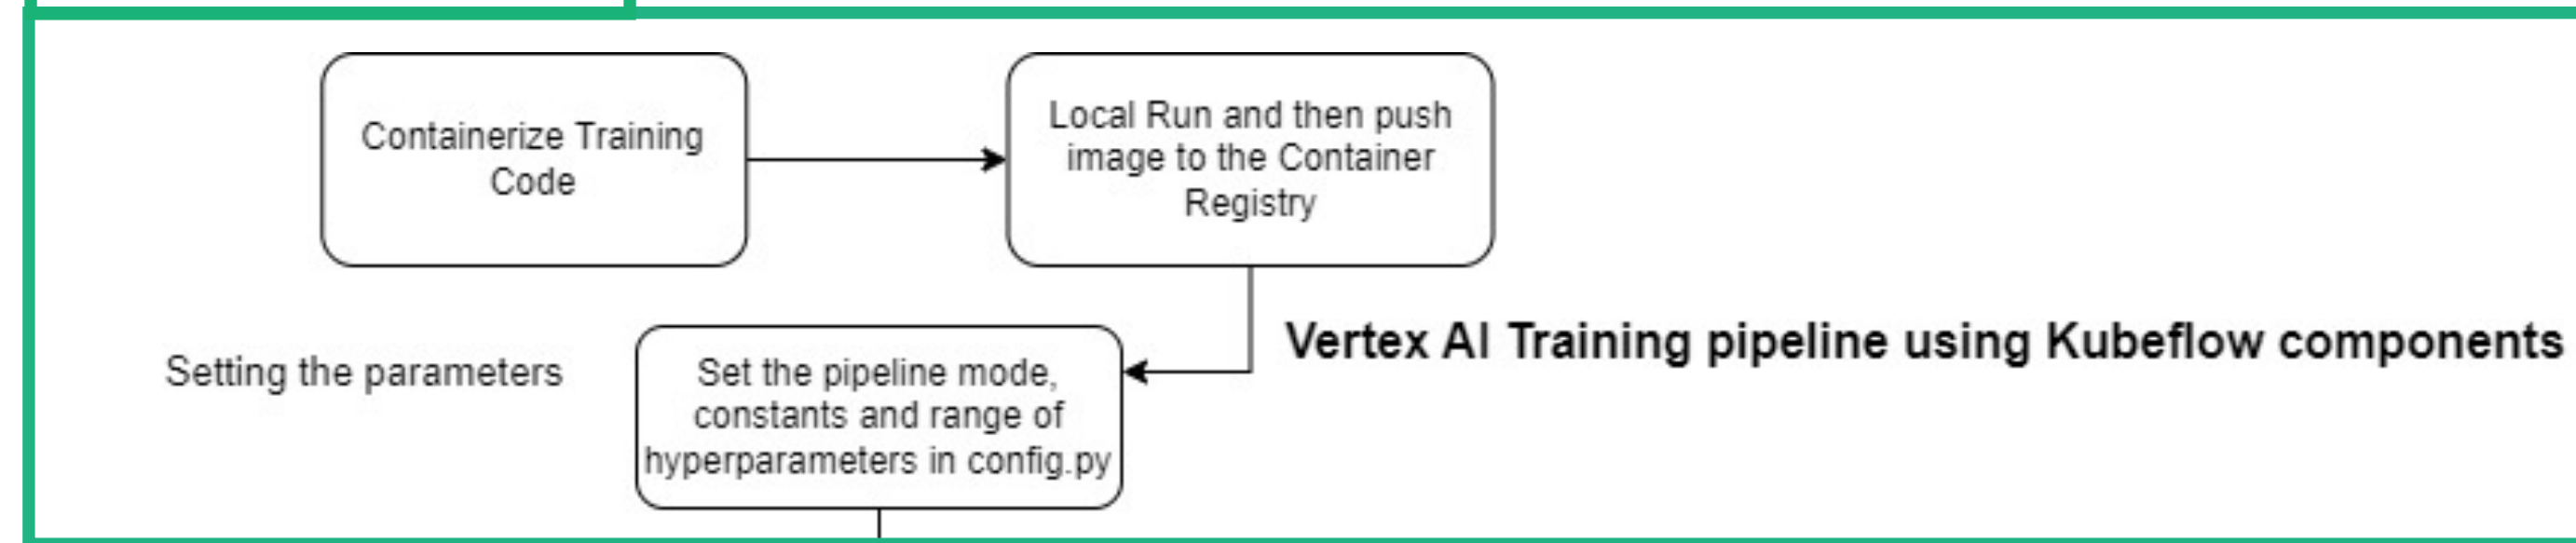 Containerize Training
Code
Local Run and then push
image to the Container
Registry
Vertex AI Training pipeline using Kubeflow components
Setting the parameters
Set the pipeline mode,
constants and range of
hyperparameters in config.py